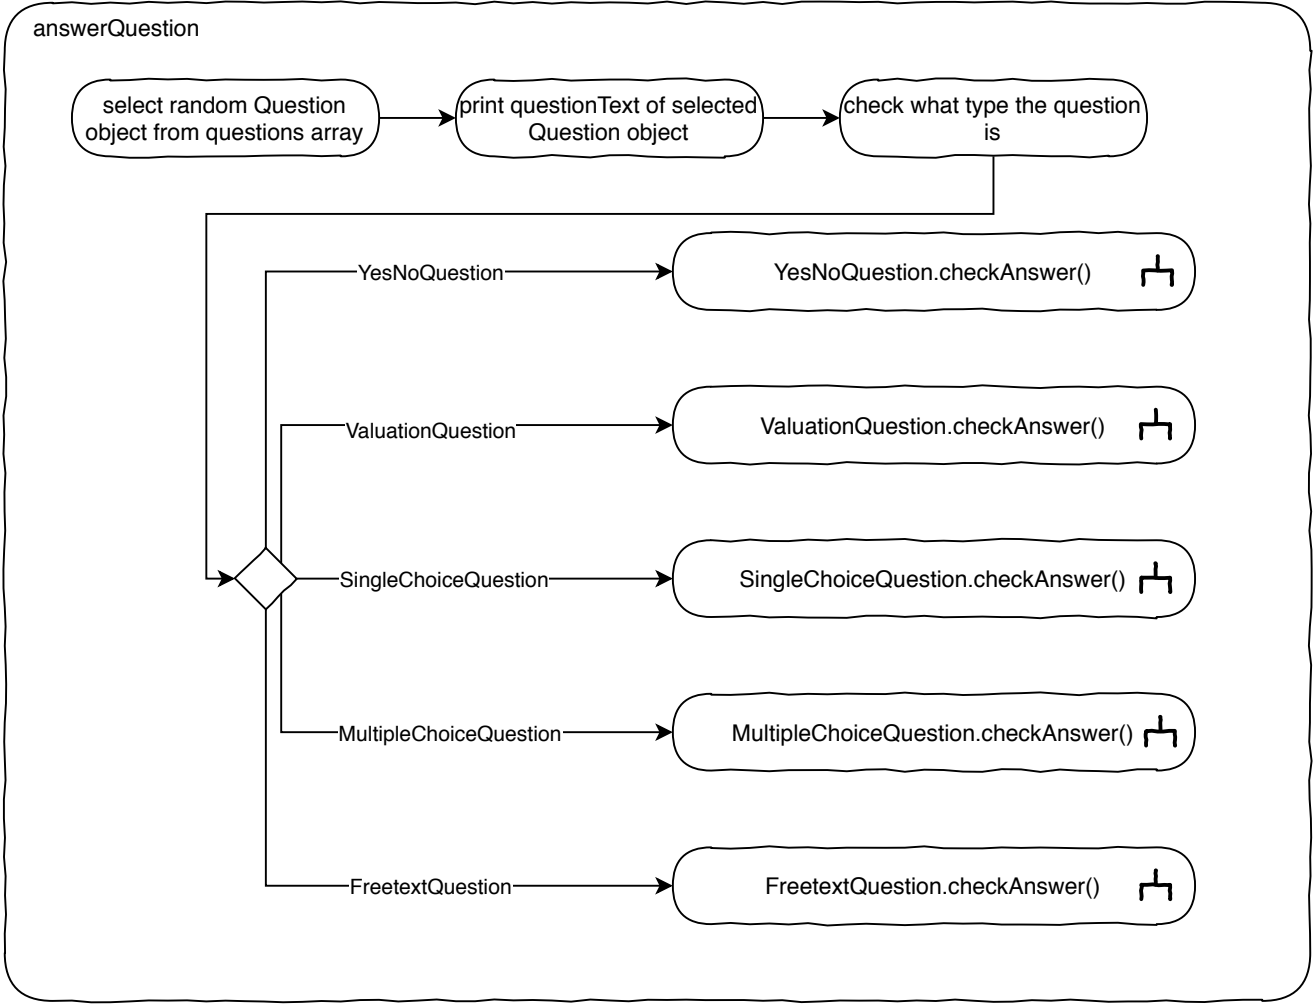 answerQuestion
select random Question
object from questions array
print questionText of selected
Question object
check what type the question
is
YesNoQuestion
YesNoQuestion.checkAnswer()
ValuationQuestion
ValuationQuestion.checkAnswer()
SingleChoiceQuestion
SingleChoiceQuestion.checkAnswer()
MultipleChoiceQuestion
MultipleChoiceQuestion.checkAnswer()
FreetextQuestion
FreetextQuestion.checkAnswer()